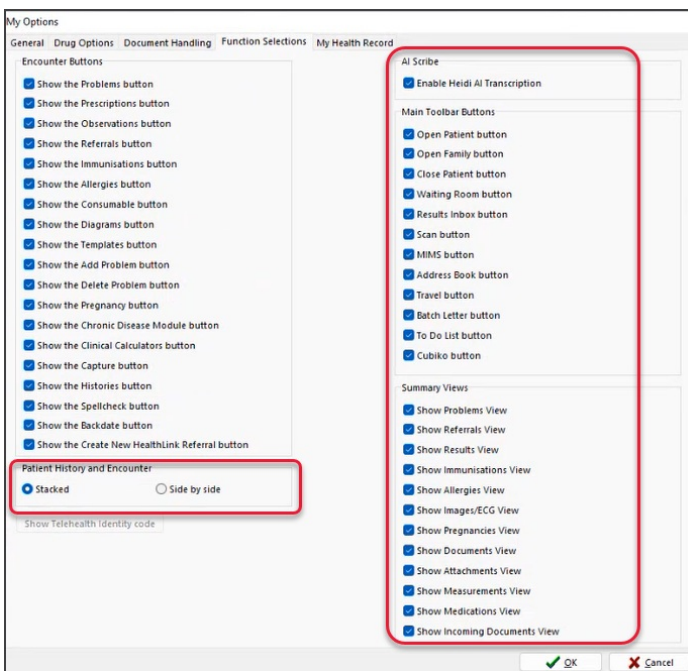 My Options
General Drug Options Document Handling Function Selections My Health Record
Encounter Buttons
Show the Problems button
Show the Prescriptions button
Show the Observations button
Show the Referrals button
Show the Immunisations button
Show the Allergies button
Show the Consumable button
Show the Diagrams button
Show the Templates button
Show the Add Problem button
Show the Delete Problem button
Show the Pregnancy button
Show the Chronic Disease Module button
Show the Clinical Calculators button
Show the Capture button
Show the Histories button
Show the Spellcheck button
Show the Backdate button
Show the Create New HealthLink Referral button
Patient History and Encounter
Stacked Side by side
Show Telehealth Identity code
AI Scribe
Enable Heidi AI Transcription
Main Toolbar Buttons
Open Patient button
Open Family button
Close Patient button
Waiting Room button
Results Inbox button
Scan button
MIMS button
Address Book button
Travel button
Batch Letter button
To Do List button
Cubiko button
Summary Views
Show Problems View
Show Referrals View
Show Results View
Show Immunisations View
Show Allergies View
Show Images/ECG View
Show Pregnancies View
Show Documents View
Show Attachments View
Show Measurements View
Show Medications View
Show Incoming Documents View
OK Cancel